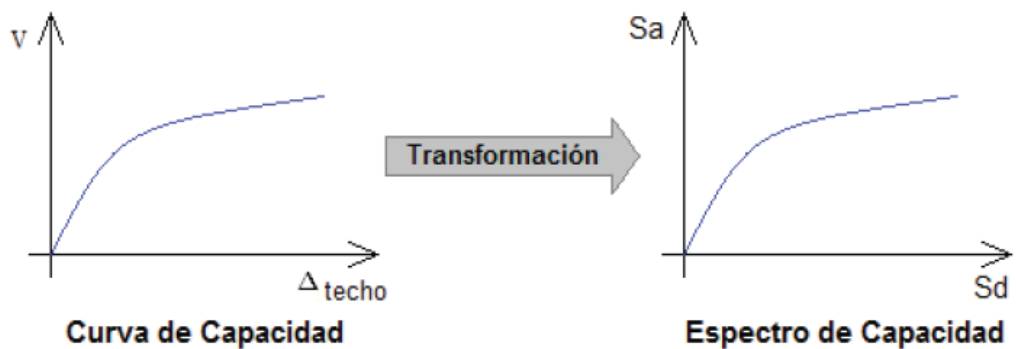 V
Δ techo
Curva de Capacidad
Transformación
Sa
Sd
Espectro de Capacidad